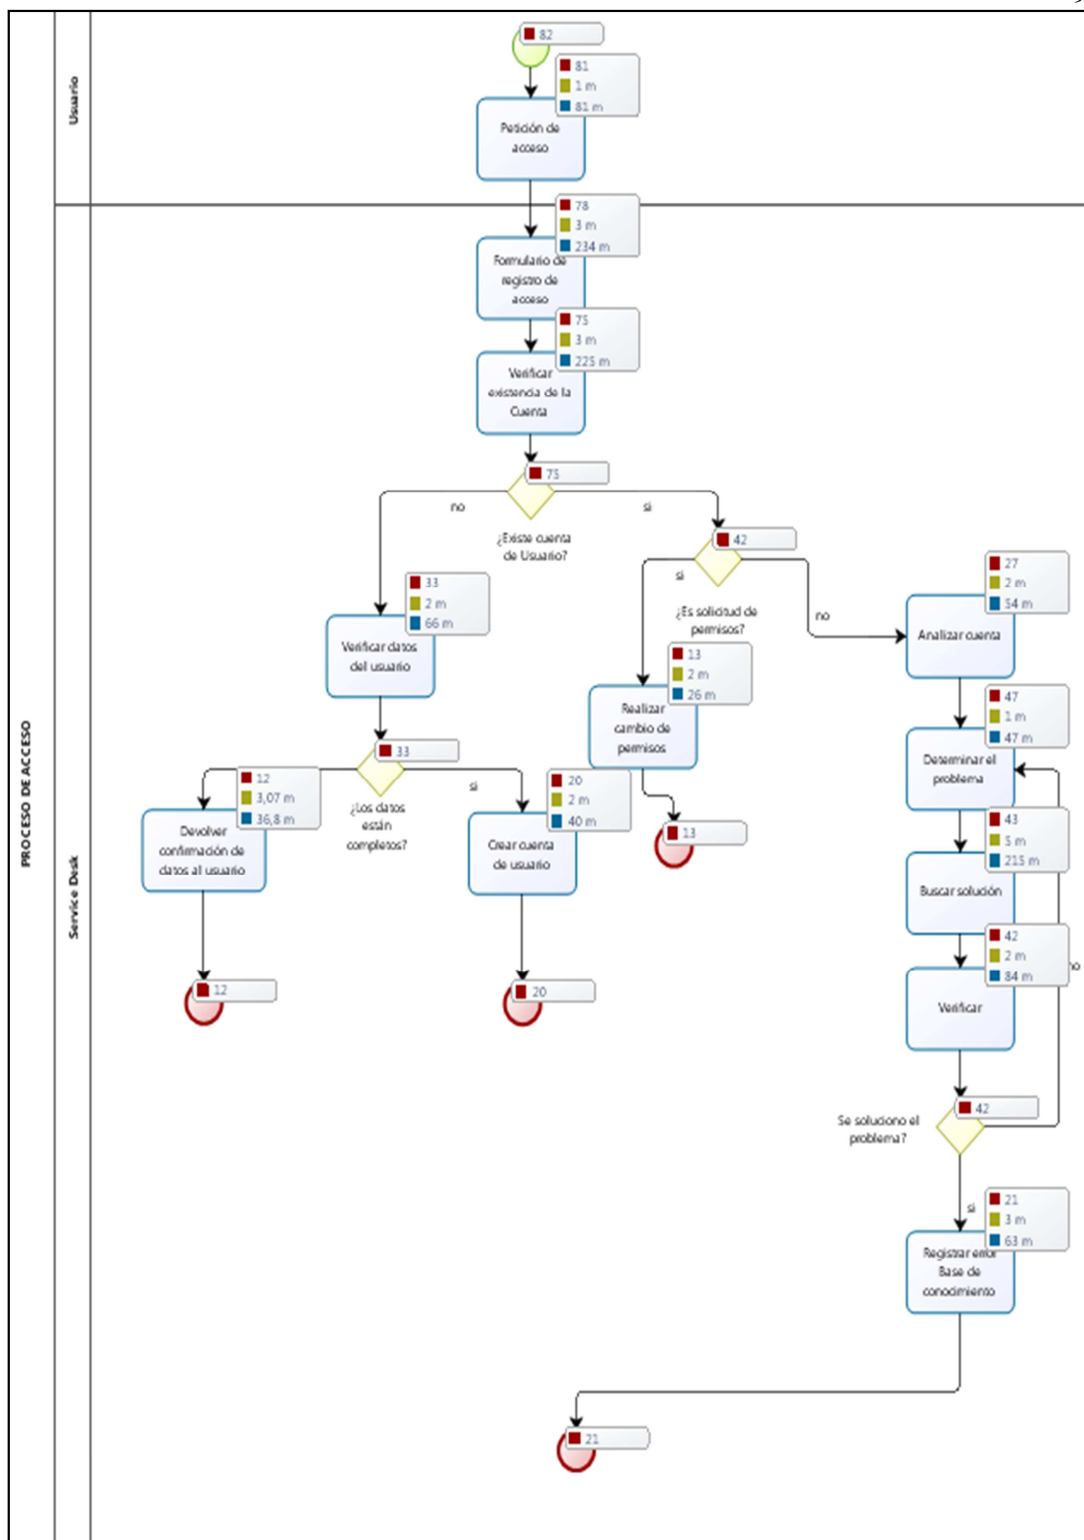 PROCESO DE ACCESO
Usuario
82
81
1 m
81 m
Petición de
acceso
Service Desk
78
3 m
234 m
Formulario de
registro de
acceso
75
3 m
225 m
Verificar
existencia de la
Cuenta
75
no
si
¿Existe cuenta
de Usuario?
42
si
no
¿Es solicitud de
permisos?
27
2 m
54 m
Analizar cuenta
33
2 m
66 m
Verificar datos
del usuario
13
2 m
26 m
Realizar
cambio de
permisos
13
47
1 m
47 m
Determinar el
problema
33
si
¿Los datos
están
completos?
12
3,07 m
36,8 m
Devolver
confirmación de
datos al usuario
12
20
2 m
40 m
Crear cuenta
de usuario
20
43
5 m
215 m
Buscar solución
42
2 m
84 m
Verificar
42
Se soluciono el
problema?
si
21
3 m
63 m
Registrar error
Base de
conocimiento
21